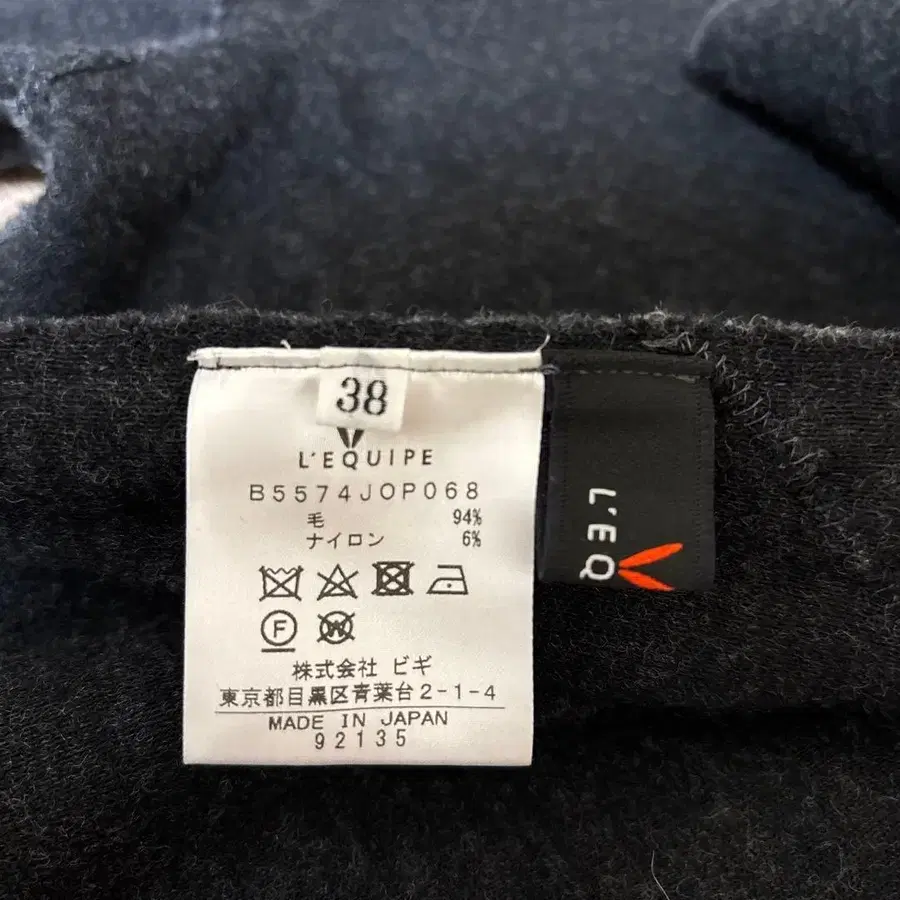 38
L'EQUIPE
B5574JOP068
毛 94%
ナイロン 6%
F
W
株式会社 ビギ
東京都目黒区青葉台2-1-4
MADE IN JAPAN
92135
L'EQ